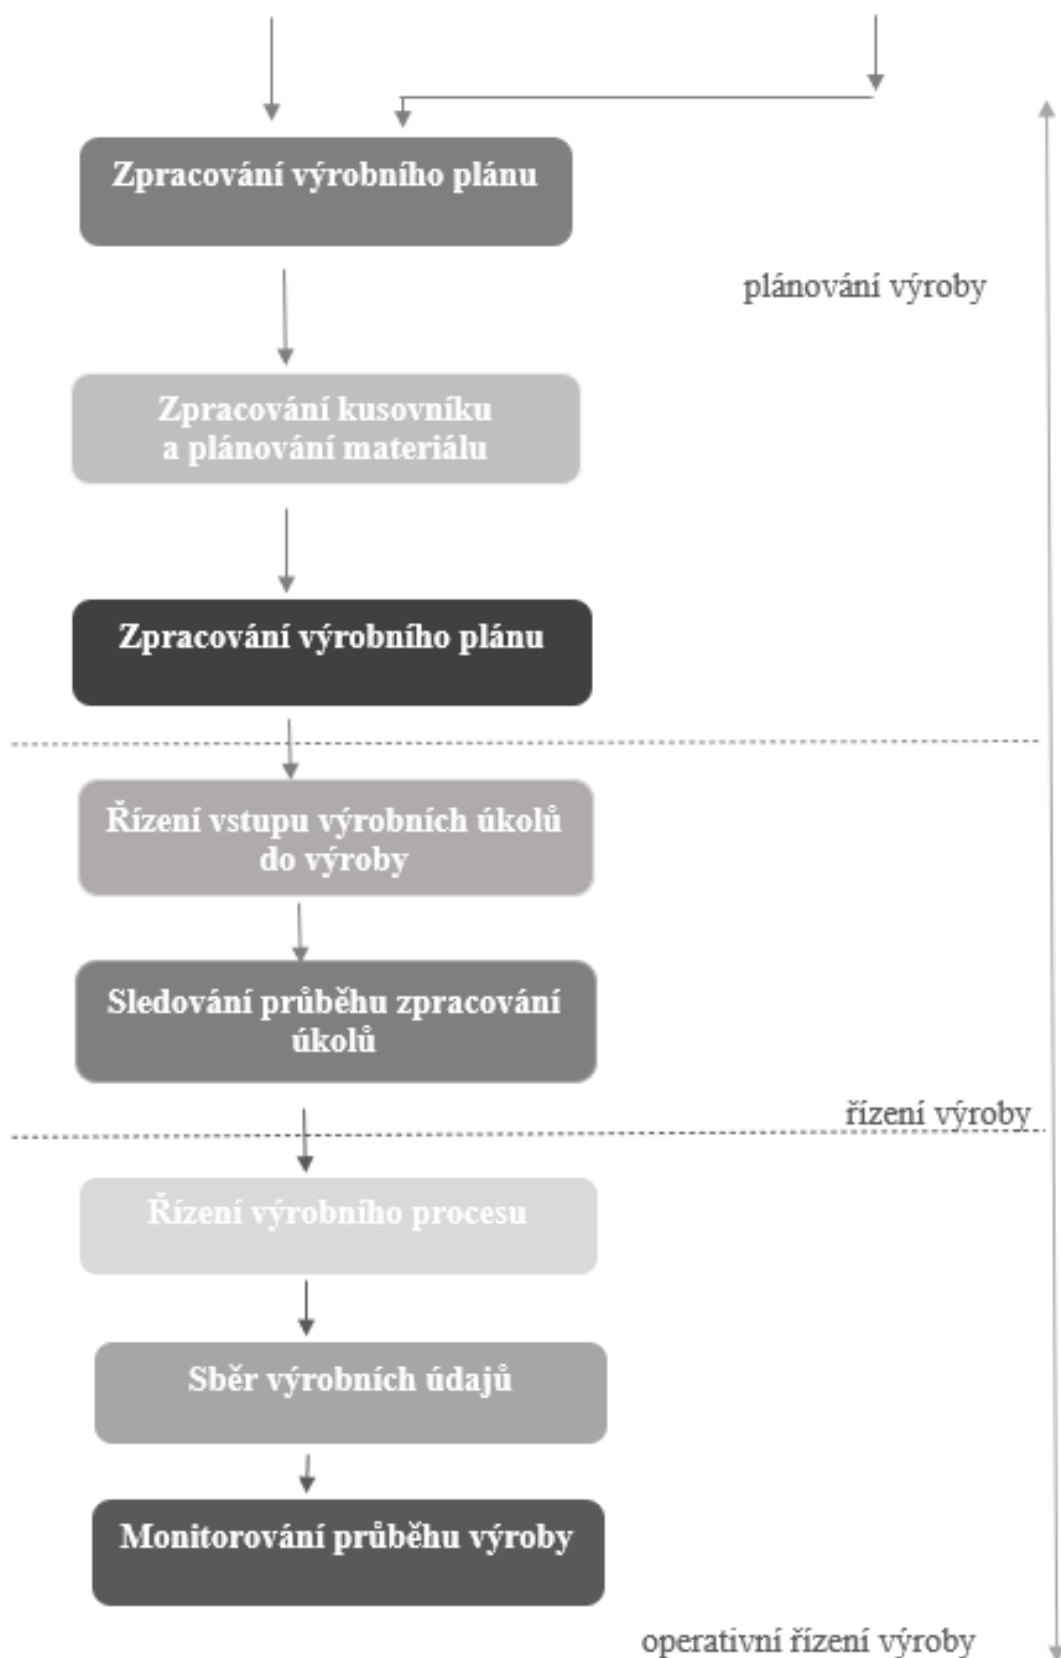 Zpracování výrobního plánu
plánování výroby
Zpracování kusovníku
a plánování materiálu
Zpracování výrobního plánu
Řízení vstupu výrobních úkolů
do výroby
Sledování průběhu zpracování
úkolů
řízení výroby
Řízení výrobního procesu
Sběr výrobních údajů
Monitorování průběhu výroby
operativní řízení výroby